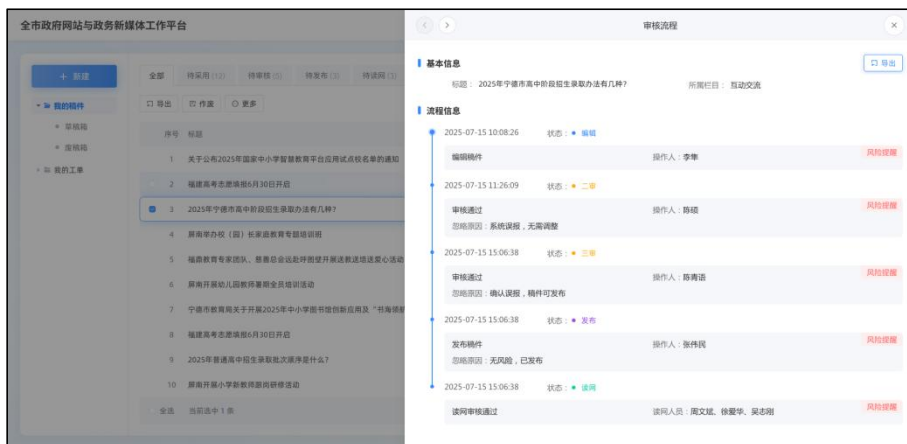 全市政府网站与政务新媒体工作平台
审核流程
+ 新建
全部 待采用 (12) 待审核 (5) 待发布 (3) 待读网 (3)
基本信息
导出
标题： 2025年宁德市高中阶段招生录取办法有几种？ 所属栏目： 互动交流
我的稿件
导出 作废 更多
流程信息
草稿箱
废稿箱
我的工单
序号 标题
1 关于公布2025年国家中小学智慧教育平台应用试点校名单的通知
2 福建高考志愿填报6月30日开启
3 2025年宁德市高中阶段招生录取办法有几种？
4 屏南举办校（园）长家庭教育专题培训班
5 福鼎教育专家团队、慈善总会远赴呼图壁开展送教送培送爱心活动
6 屏南开展幼儿园教师暑期全员培训活动
7 宁德市教育局关于开展2025年中小学图书馆创新应用及“书海领航
8 福建高考志愿填报6月30日开启
9 2025年普通高中招生录取批次顺序是什么？
10 屏南开展小学新教师跟岗研修活动
全选 当前选中 1 条
2025-07-15 10:08:26 状态： 编辑
编辑稿件 操作人：李隼 风险提醒
2025-07-15 11:26:09 状态： 二审
审核通过 操作人：陈硕 风险提醒
忽略原因：系统误报，无需调整
2025-07-15 15:06:38 状态： 三审
审核通过 操作人：陈青语 风险提醒
忽略原因：确认误报，稿件可发布
2025-07-15 15:06:38 状态： 发布
发布稿件 操作人：张伟民 风险提醒
忽略原因：无风险，已发布
2025-07-15 15:06:38 状态： 读网
读网审核通过 读网人员：周文斌、徐爱华、吴志刚 风险提醒